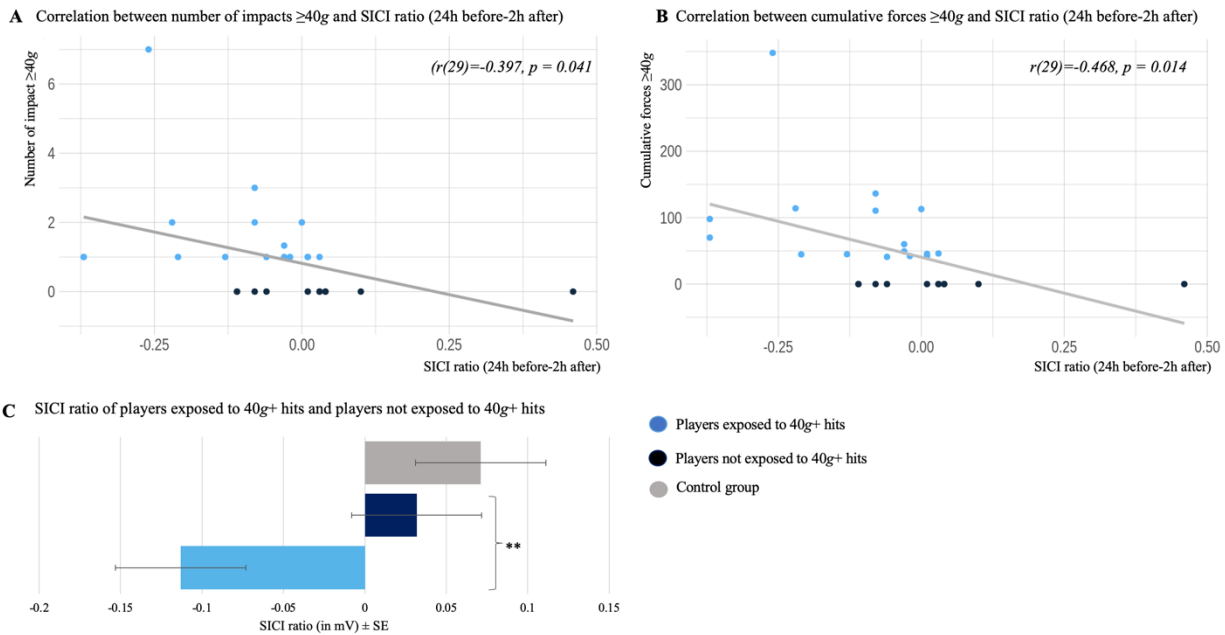 A Correlation between number of impacts ≥40g and SICI ratio (24h before-2h after)
(r(29)=-0.397, p = 0.041
Number of impact ≥40g
6
4
2
0
-0.25 0.00 0.25 0.50
SICI ratio (24h before-2h after)
B Correlation between cumulative forces ≥40g and SICI ratio (24h before-2h after)
r(29)=-0.468, p = 0.014
Cumulative forces ≥40g
300
200
100
0
-0.25 0.00 0.25 0.50
SICI ratio (24h before-2h after)
C SICI ratio of players exposed to 40g+ hits and players not exposed to 40g+ hits
**
-0.2 -0.15 -0.1 -0.05 0 0.05 0.1 0.15
SICI ratio (in mV) ± SE
Players exposed to 40g+ hits
Players not exposed to 40g+ hits
Control group